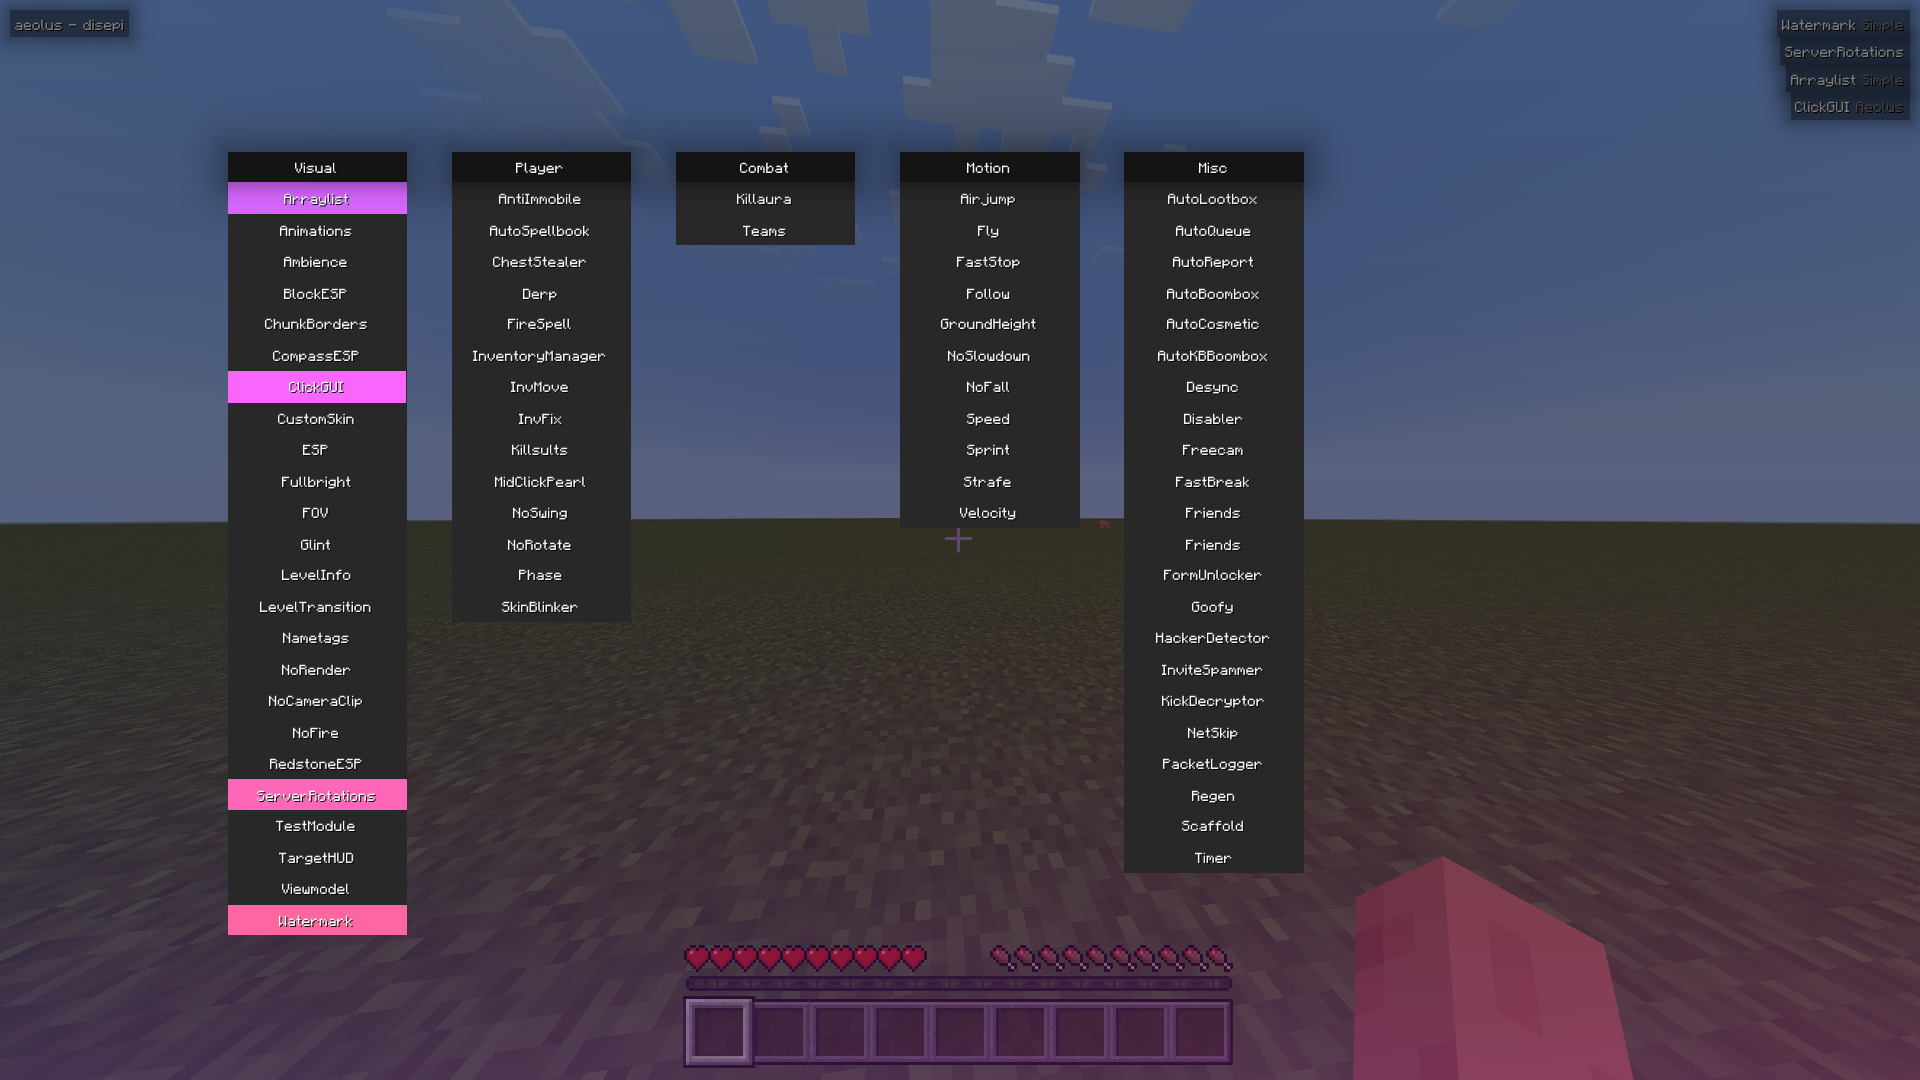 aeolus - disepi
Watermark Simple
ServerRotations
Arraylist Simple
ClickGUI Aeolus
Visual
Arraylist
Animations
Ambience
BlockESP
ChunkBorders
CompassESP
ClickGUI
CustomSkin
ESP
Fullbright
FOV
Glint
LevelInfo
LevelTransition
Nametags
NoRender
NoCameraClip
NoFire
RedstoneESP
ServerRotations
TestModule
TargetHUD
Viewmodel
Watermark
Player
AntiImmobile
AutoSpellbook
ChestStealer
Derp
FireSpell
InventoryManager
InvMove
InvFix
Killsults
MidClickPearl
NoSwing
NoRotate
Phase
SkinBlinker
Combat
Killaura
Teams
Motion
Airjump
Fly
FastStop
Follow
GroundHeight
NoSlowdown
NoFall
Speed
Sprint
Strafe
Velocity
Misc
AutoLootbox
AutoQueue
AutoReport
AutoBoombox
AutoCosmetic
AutoKBBoombox
Desync
Disabler
Freecam
FastBreak
Friends
Friends
FormUnlocker
Goofy
HackerDetector
InviteSpammer
KickDecryptor
NetSkip
PacketLogger
Regen
Scaffold
Timer